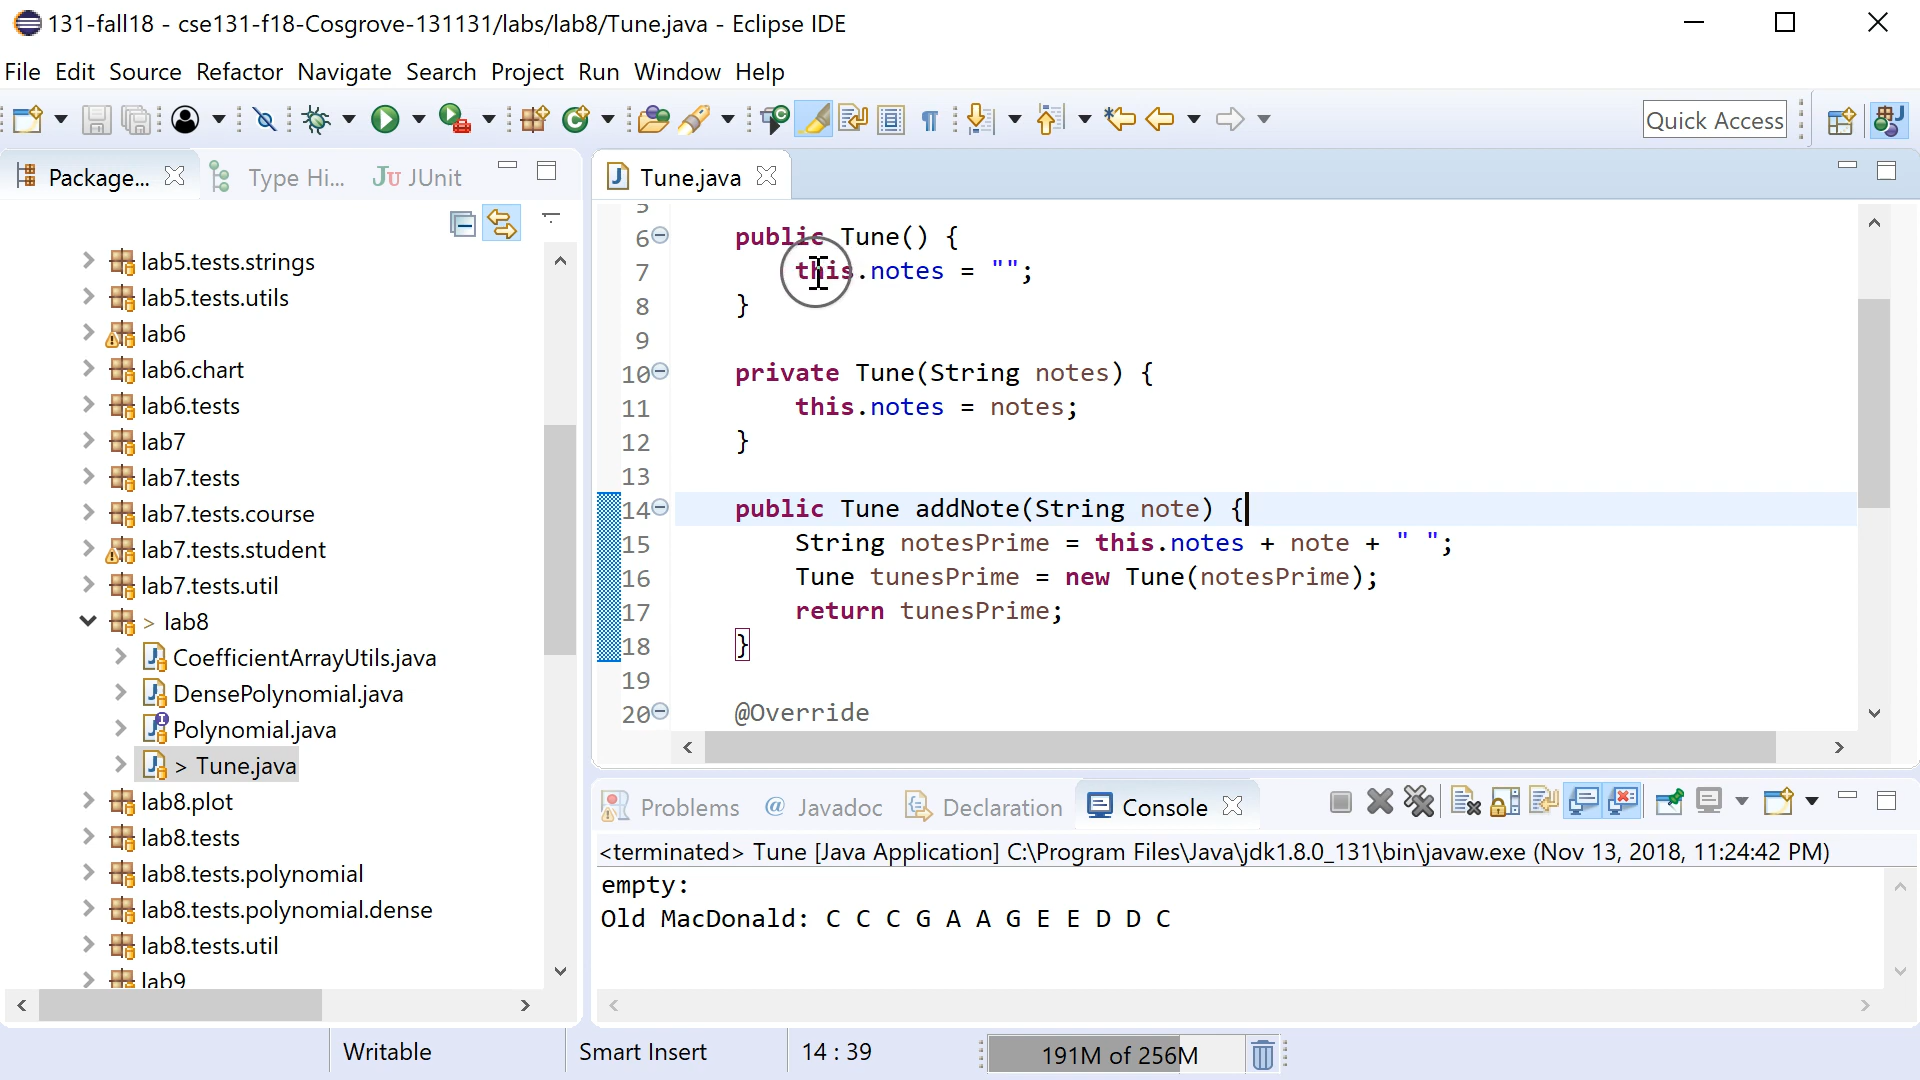 131-fall18 - cse131-f18-Cosgrove-131131/labs/lab8/Tune.java - Eclipse IDE
File Edit Source Refactor Navigate Search Project Run Window Help
Quick Access
Package... Type Hi... JUnit
lab5.tests.strings
lab5.tests.utils
lab6
lab6.chart
lab6.tests
lab7
lab7.tests
lab7.tests.course
lab7.tests.student
lab7.tests.util
> lab8
CoefficientArrayUtils.java
DensePolynomial.java
Polynomial.java
> Tune.java
lab8.plot
lab8.tests
lab8.tests.polynomial
lab8.tests.polynomial.dense
lab8.tests.util
lab9
Tune.java
5
6 public Tune() {
7 this.notes = "";
8 }
9
10 private Tune(String notes) {
11 this.notes = notes;
12 }
13
14 public Tune addNote(String note) {
15 String notesPrime = this.notes + note + " ";
16 Tune tunesPrime = new Tune(notesPrime);
17 return tunesPrime;
18 }
19
20 @Override
Problems @ Javadoc Declaration Console
<terminated> Tune [Java Application] C:\Program Files\Java\jdk1.8.0_131\bin\javaw.exe (Nov 13, 2018, 11:24:42 PM)
empty:
Old MacDonald: C C C G A A G E E D D C
Writable Smart Insert 14 : 39 191M of 256M